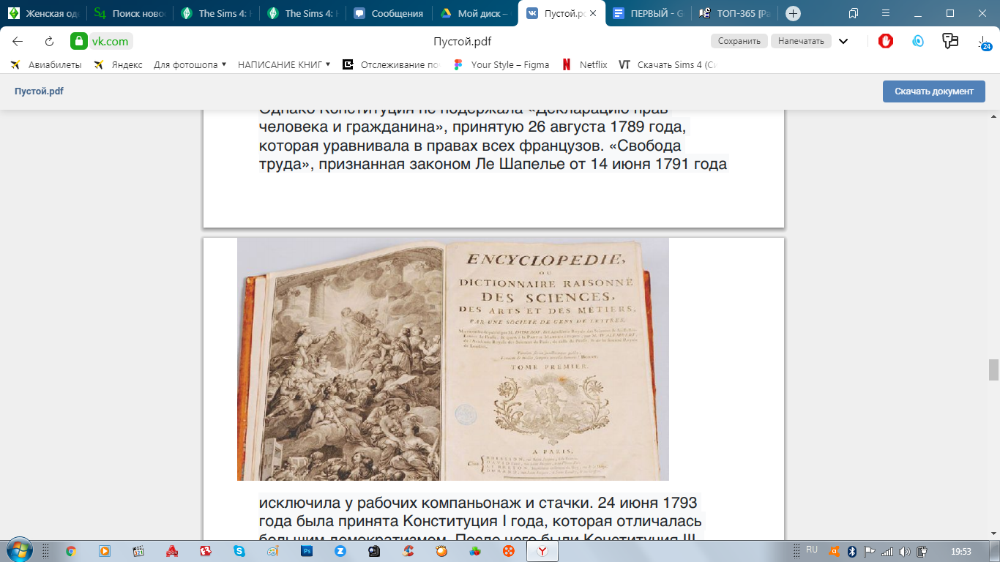 Женская од
Поиск ново
The Sims 4: 
The Sims 4: 
Сообщения
Мой диск –
Пустой.pd
ПЕРВЫЙ - G
ТОП-365 [Ра
vk.com
Пустой.pdf
Сохранить
Напечатать
24
Авиабилеты
Яндекс
Для фотошопа
НАПИСАНИЕ КНИГ
Отслеживание по
Your Style – Figma
Netflix
Скачать Sims 4 (Си
Пустой.pdf
Скачать документ
Однако Конституция не подержала «Декларацию прав
человека и гражданина», принятую 26 августа 1789 года,
которая уравнивала в правах всех французов. «Свобода
труда», признанная законом Ле Шапелье от 14 июня 1791 года
ENCYCLOPEDIE,
OU
DICTIONNAIRE RAISONNÉ
DES SCIENCES,
DES ARTS ET DES MÉTIERS,
PAR UNE SOCIETÉ DE GENS DE LETTRES.
TOME PREMIER.
A PARIS,
исключила у рабочих компаньонаж и стачки. 24 июня 1793
года была принята Конституция I года, которая отличалась
большим демократизмом. После чего были Конституция III
RU
19:53